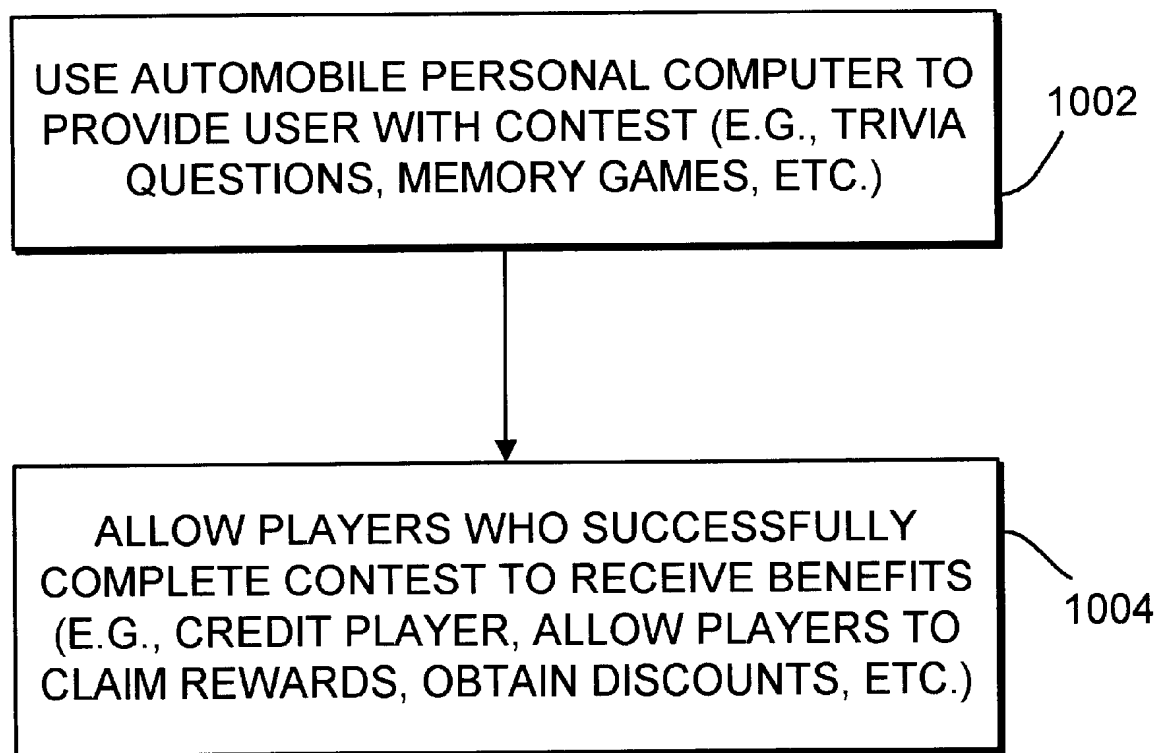 USE AUTOMOBILE PERSONAL COMPUTER TO
PROVIDE USER WITH CONTEST (E.G., TRIVIA
QUESTIONS, MEMORY GAMES, ETC.)
1002
ALLOW PLAYERS WHO SUCCESSFULLY
COMPLETE CONTEST TO RECEIVE BENEFITS
(E.G., CREDIT PLAYER, ALLOW PLAYERS TO
CLAIM REWARDS, OBTAIN DISCOUNTS, ETC.)
1004